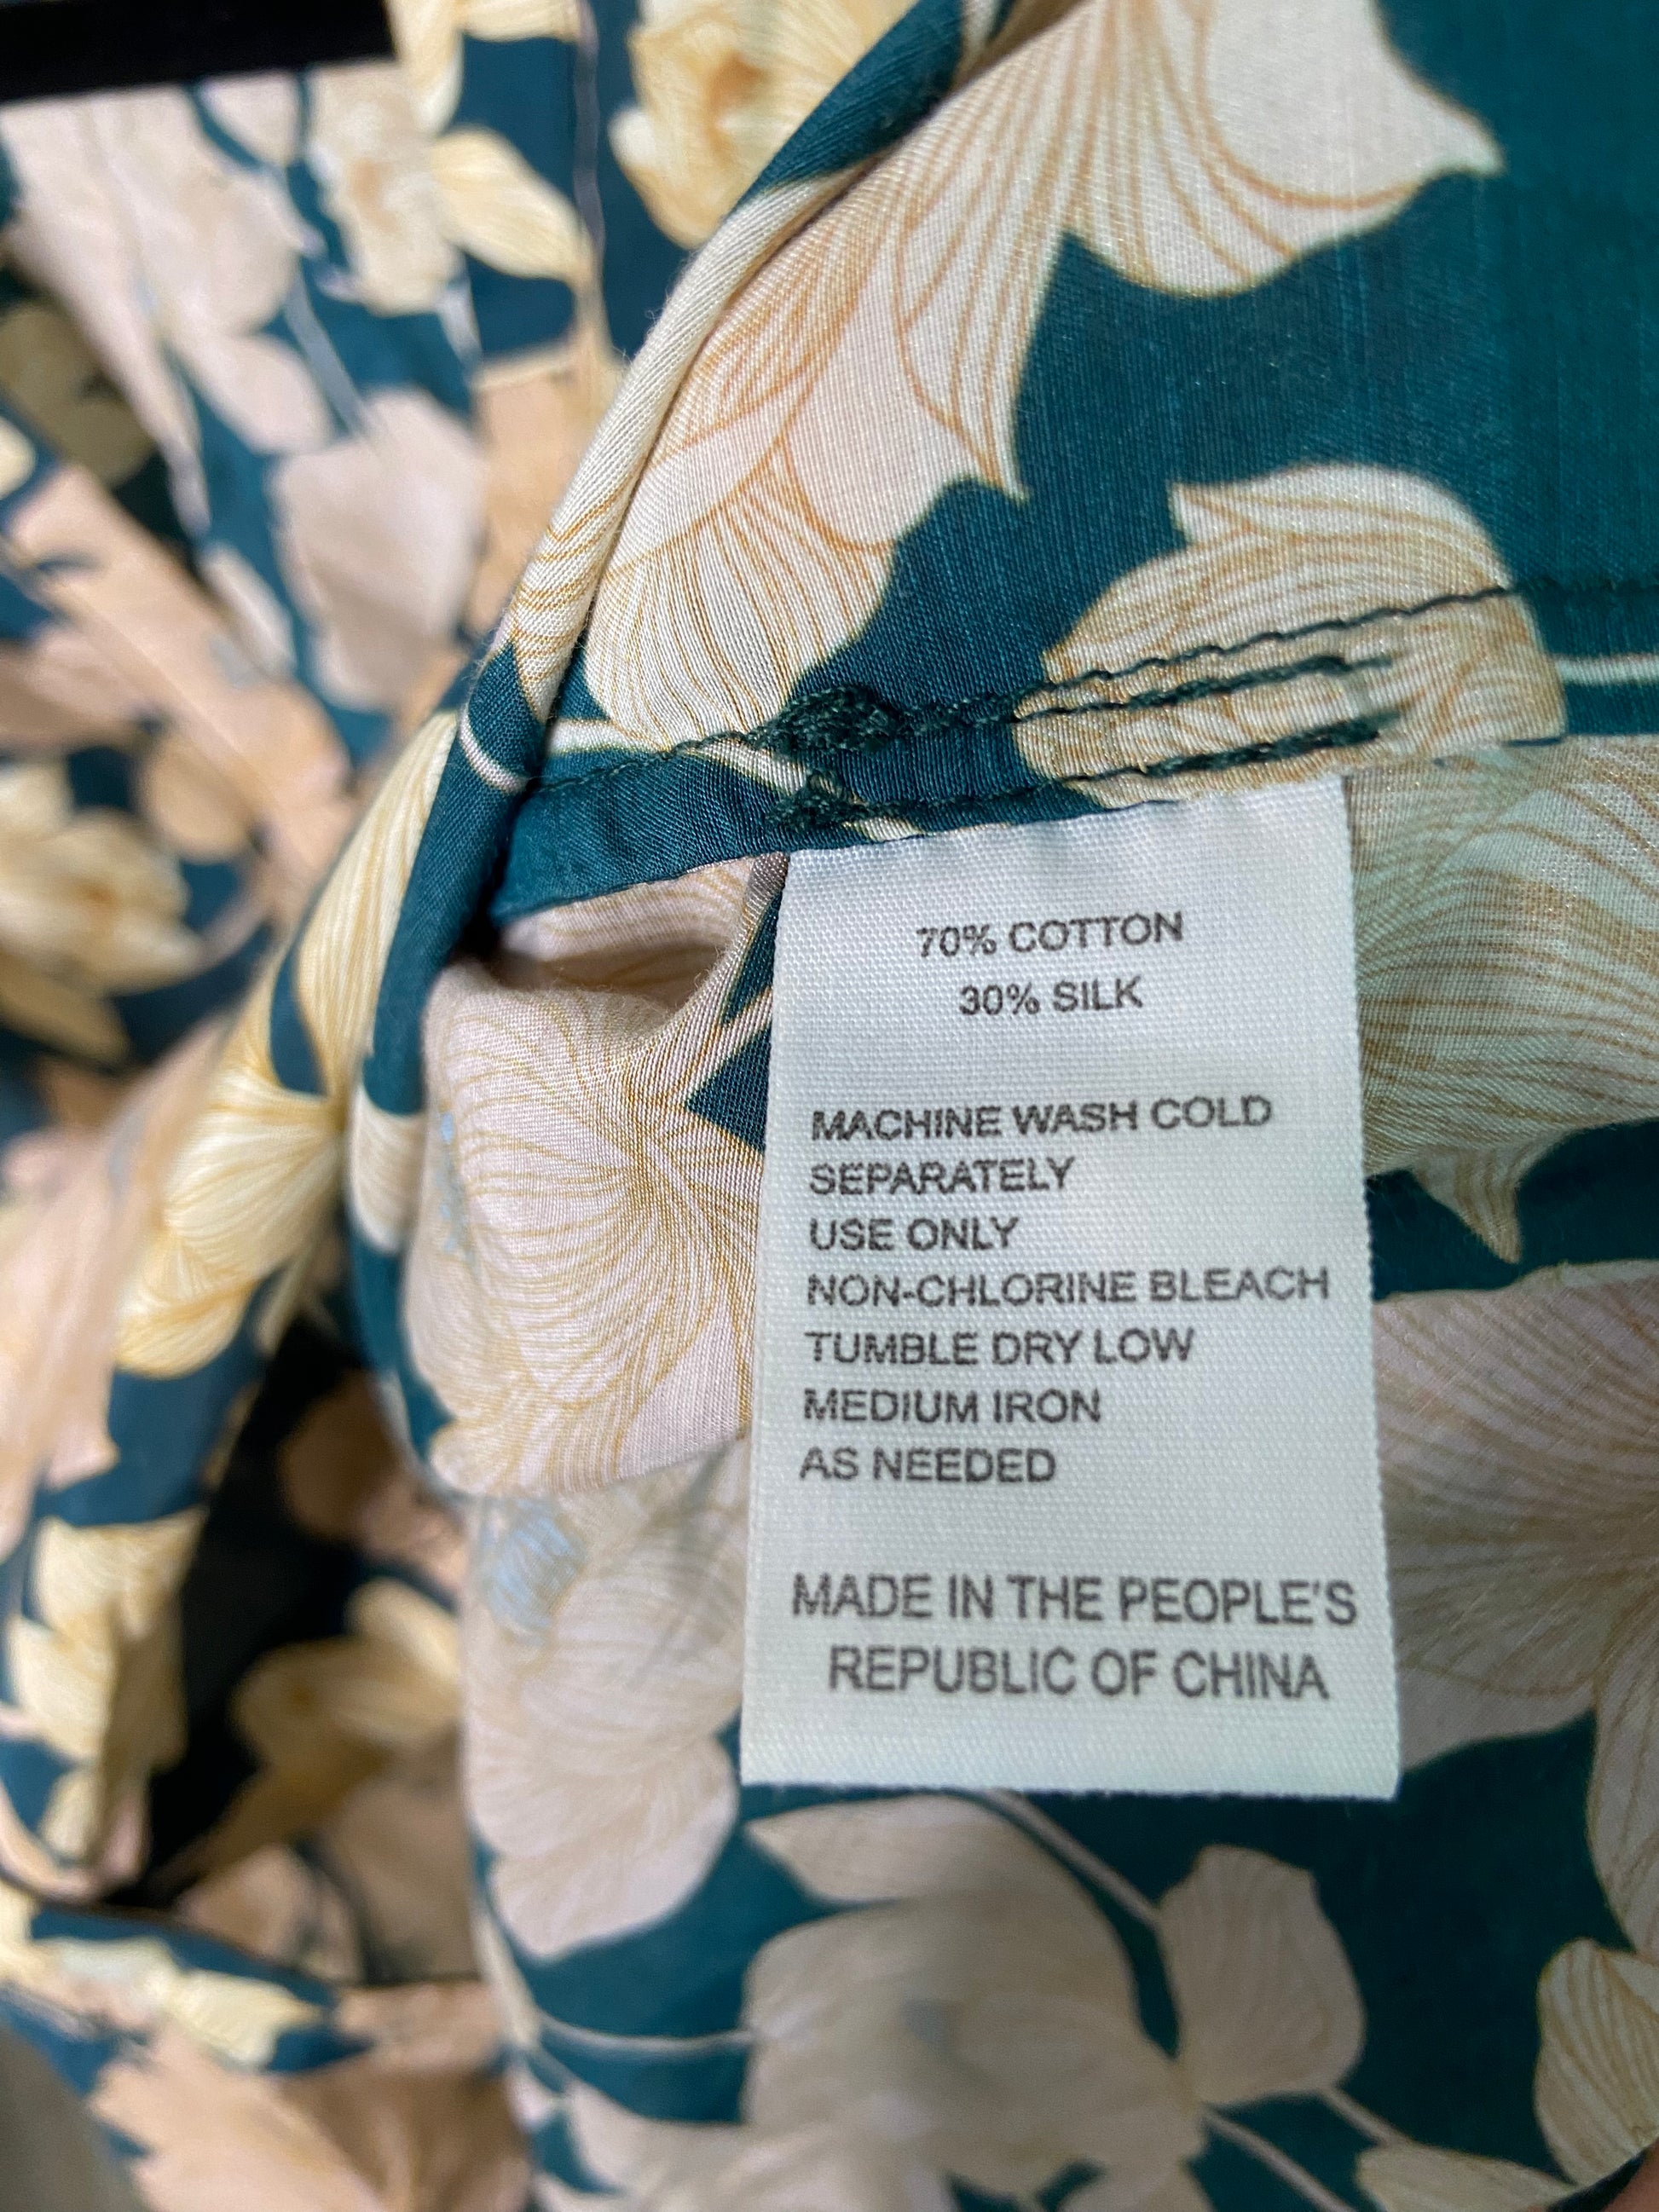 70% COTTON
30% SILK
MACHINE WASH COLD
SEPARATELY
USE ONLY
NON-CHLORINE BLEACH
TUMBLE DRY LOW
MEDIUM IRON
AS NEEDED
MADE IN THE PEOPLE'S
REPUBLIC OF CHINA